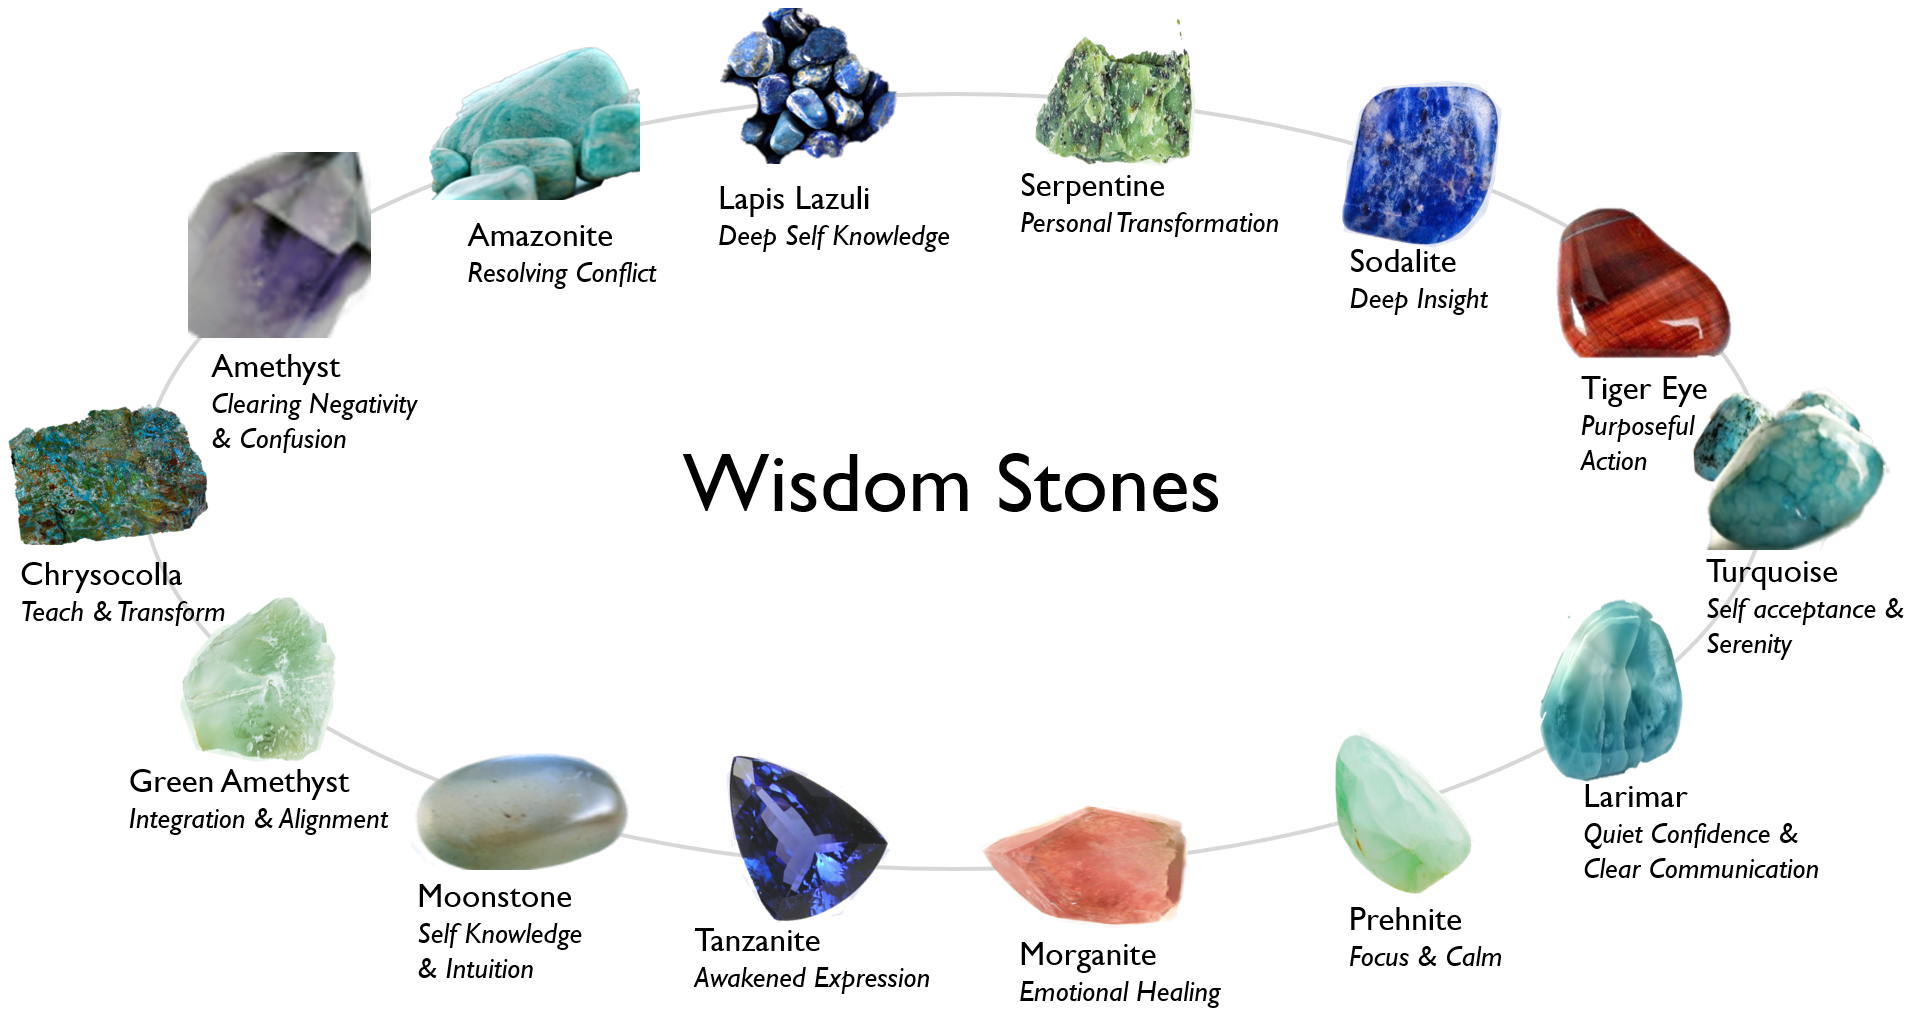 Lapis Lazuli
Deep Self Knowledge
Serpentine
Personal Transformation
Amazonite
Resolving Conflict
Sodalite
Deep Insight
Amethyst
Clearing Negativity
& Confusion
Tiger Eye
Purposeful
Action
Wisdom Stones
Chrysocolla
Teach & Transform
Turquoise
Self acceptance &
Serenity
Green Amethyst
Integration & Alignment
Larimar
Quiet Confidence &
Clear Communication
Moonstone
Self Knowledge
& Intuition
Tanzanite
Awakened Expression
Morganite
Emotional Healing
Prehnite
Focus & Calm